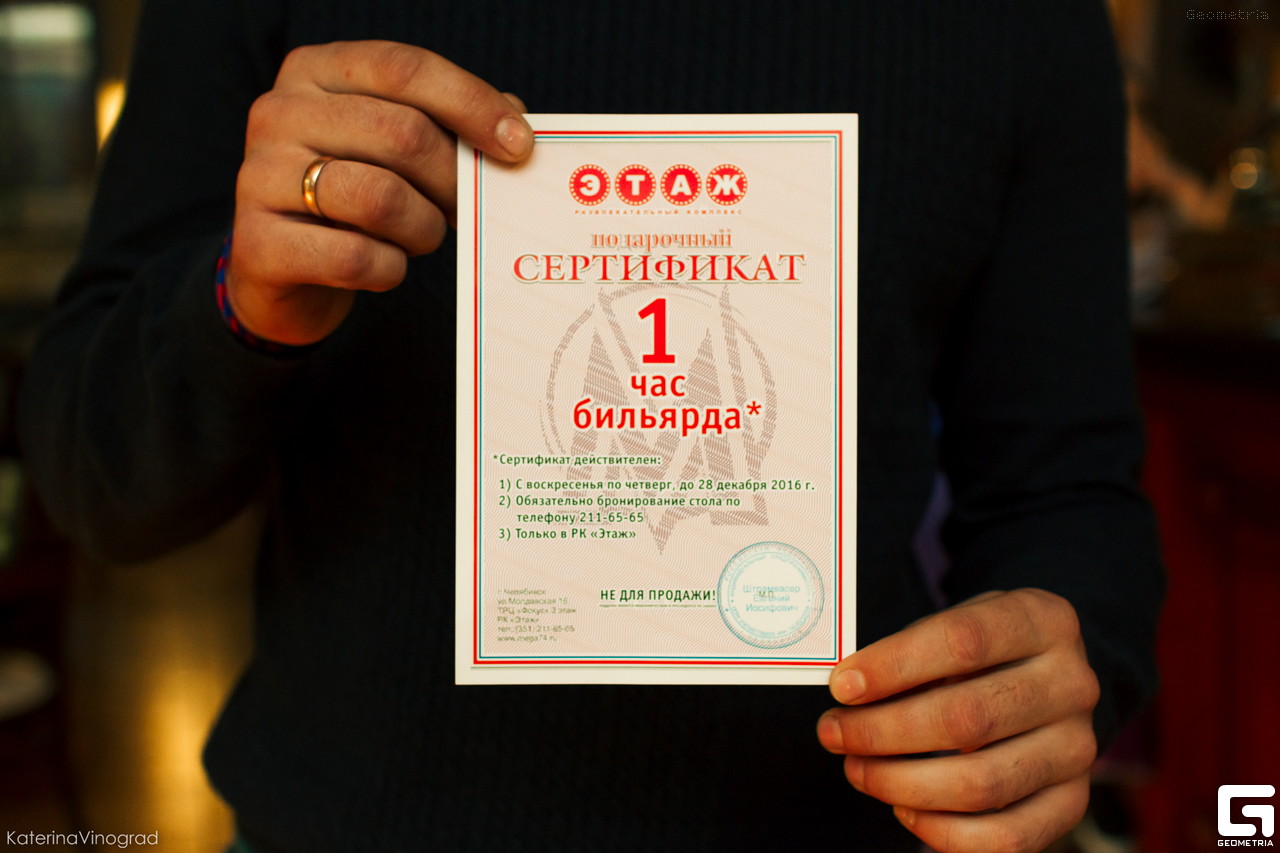 Geometria
ЭТАЖ
РАЗВЛЕКАТЕЛЬНЫЙ КОМПЛЕКС
подарочный
СЕРТИФИКАТ
1
час
бильярда*
*Сертификат действителен:
1) С воскресенья по четверг, до 28 декабря 2016 г.
2) Обязательно бронирование стола по
телефону 211-65-65
3) Только в РК «Этаж»
г.Челябинск
ул.Молдавская 16
ТРЦ «Фокус» 3 этаж
РК «Этаж»
тел.:(351) 211-65-65
www.mega74.ru
НЕ ДЛЯ ПРОДАЖИ!
М.П.
Евгений
Иосифович
KaterinaVinograd
GEOMETRIA